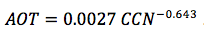 AOT = 0.0027 CCN^{-0.643}